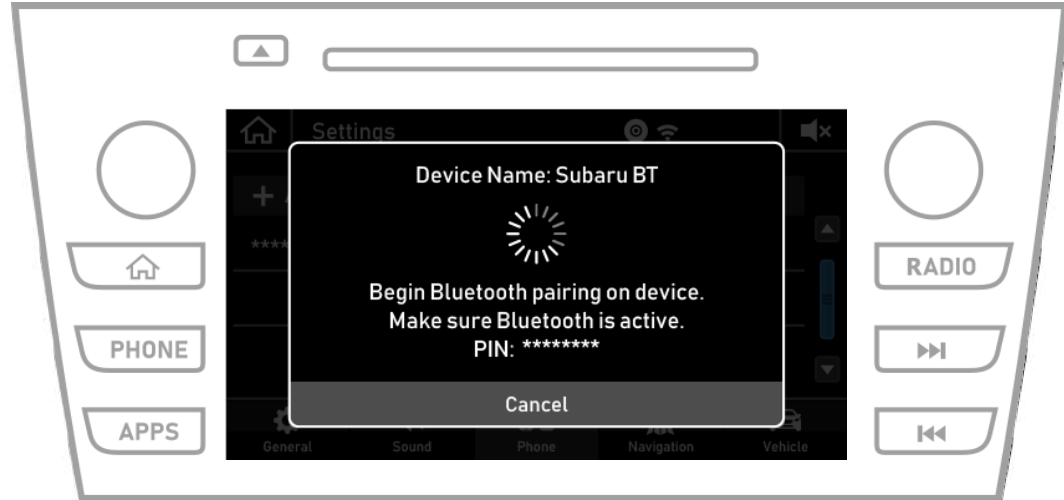 Settings
Device Name: Subaru BT
+ A
****
Begin Bluetooth pairing on device.
Make sure Bluetooth is active.
PIN: ********
Cancel
General
Sound
Phone
Navigation
Vehicle
PHONE
APPS
RADIO